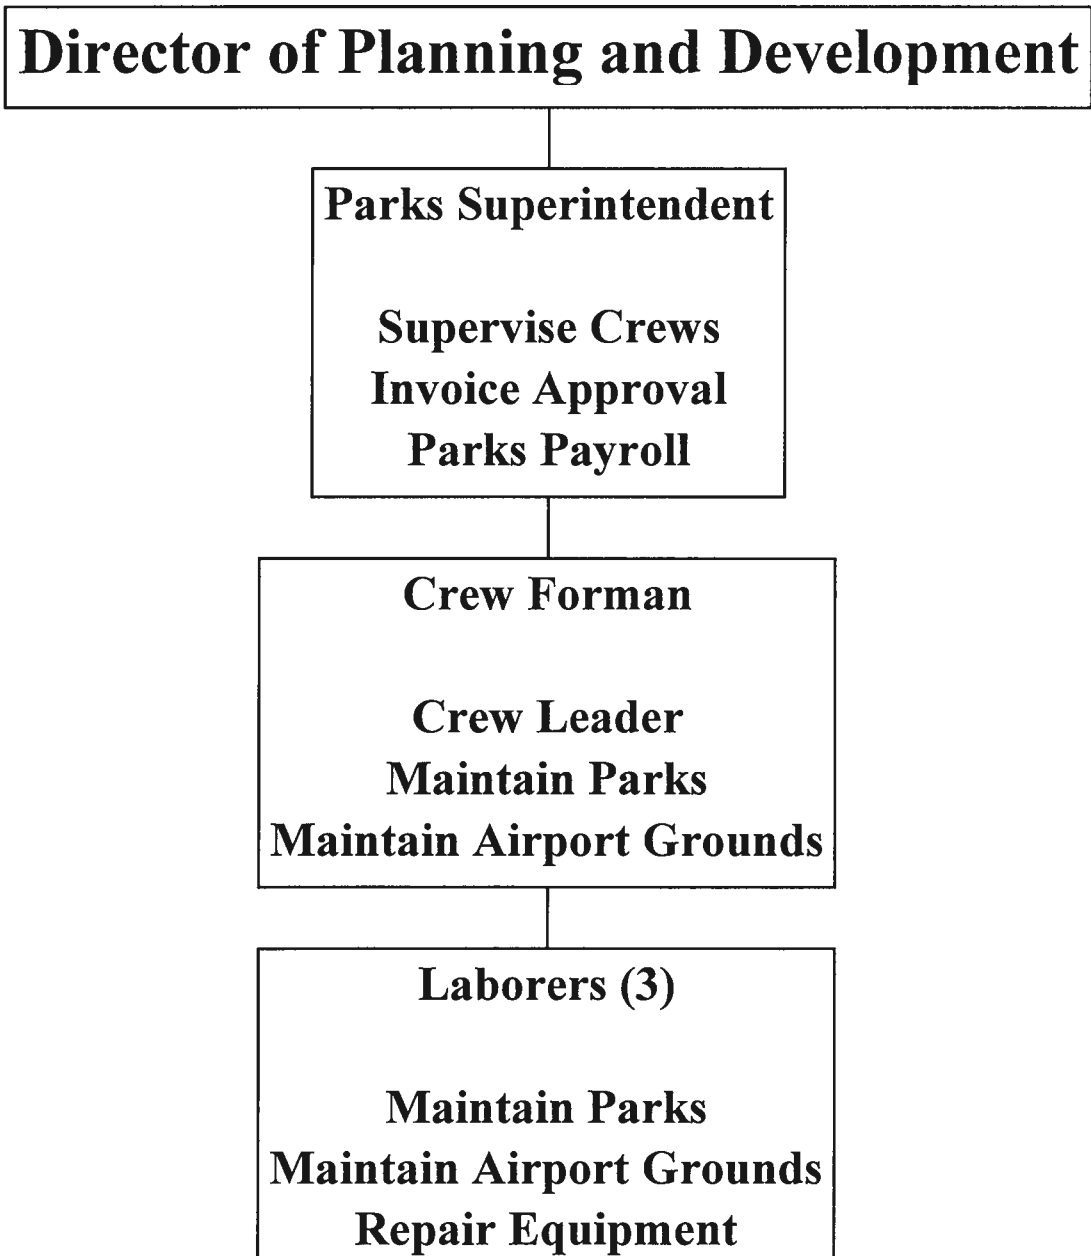 Director of Planning and Development
Parks Superintendent
Supervise Crews
Invoice Approval
Parks Payroll
Crew Forman
Crew Leader
Maintain Parks
Maintain Airport Grounds
Laborers (3)
Maintain Parks
Maintain Airport Grounds
Repair Equipment